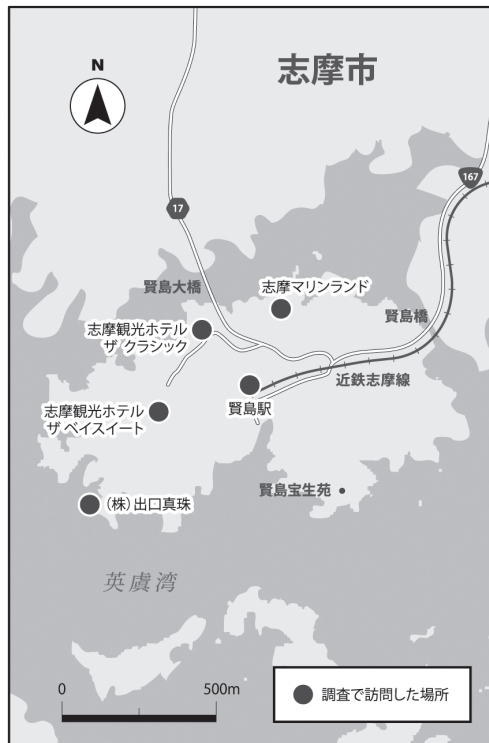 志摩市
N
167
17
賢島大橋
志摩マリンランド
賢島橋
志摩観光ホテル
ザ クラシック
近鉄志摩線
賢島駅
志摩観光ホテル
ザ ベイスイート
賢島宝生苑
(株)出口真珠
英虞湾
0 500m
調査で訪問した場所